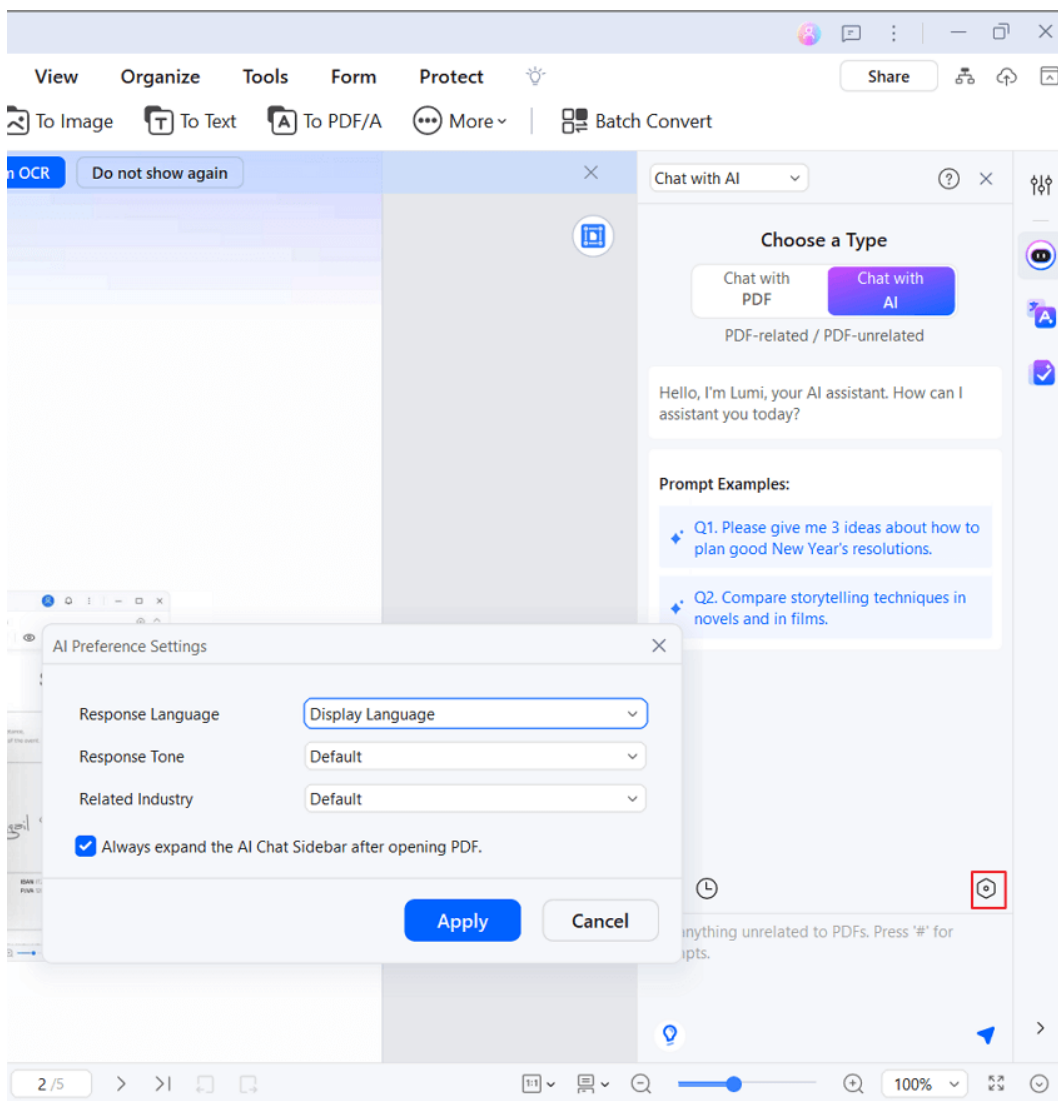 View Organize Tools Form Protect Share
To Image To Text To PDF/A More Batch Convert
OCR Do not show again
Chat with AI
Choose a Type
Chat with
PDF
Chat with
AI
PDF-related / PDF-unrelated
Hello, I'm Lumi, your AI assistant. How can I
assistant you today?
Prompt Examples:
Q1. Please give me 3 ideas about how to
plan good New Year's resolutions.
Q2. Compare storytelling techniques in
novels and in films.
AI Preference Settings
Response Language Display Language
Response Tone Default
Related Industry Default
Always expand the AI Chat Sidebar after opening PDF.
Apply Cancel
anything unrelated to PDFs. Press '#' for
2 /5 1:1 100%